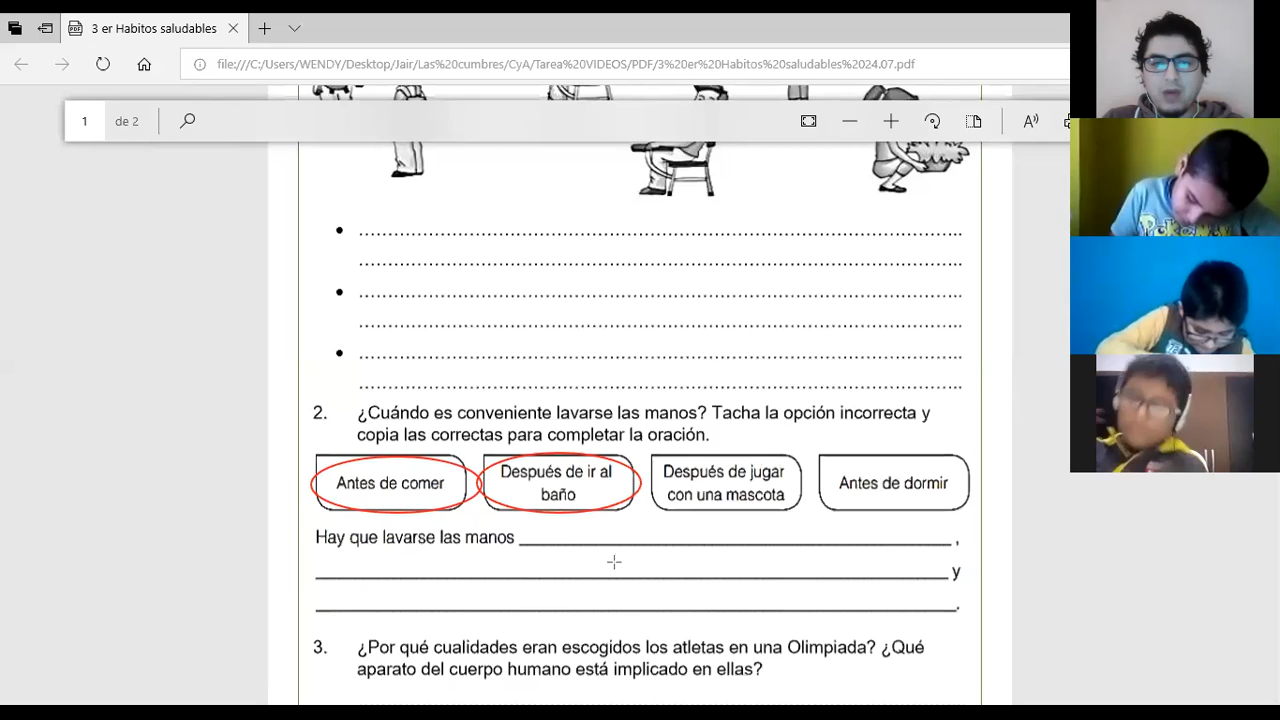 3 er Habitos saludables
file:///C:/Users/WENDY/Desktop/Jair/Las%20cumbres/CyA/Tarea%20VIDEOS/PDF/3%20er%20Habitos%20saludables%2024.07.pdf
1 de 2
2. ¿Cuándo es conveniente lavarse las manos? Tacha la opción incorrecta y
copia las correctas para completar la oración.
Antes de comer
Después de ir al
baño
Después de jugar
con una mascota
Antes de dormir
Hay que lavarse las manos ,
y
.
3. ¿Por qué cualidades eran escogidos los atletas en una Olimpiada? ¿Qué
aparato del cuerpo humano está implicado en ellas?
POKéMON